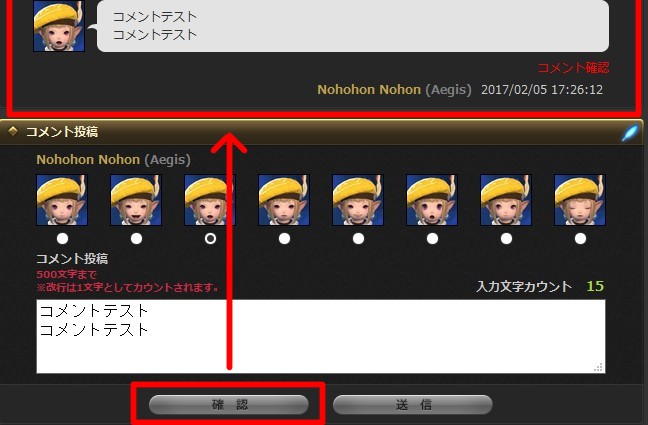 コメントテスト
コメントテスト
コメント確認
Nohohon Nohon (Aegis) 2017/02/05 17:26:12
コメント投稿
Nohohon Nohon (Aegis)
コメント投稿
500文字まで
※改行は1文字としてカウントされます。
入力文字カウント 15
コメントテスト
コメントテスト
確 認
送 信